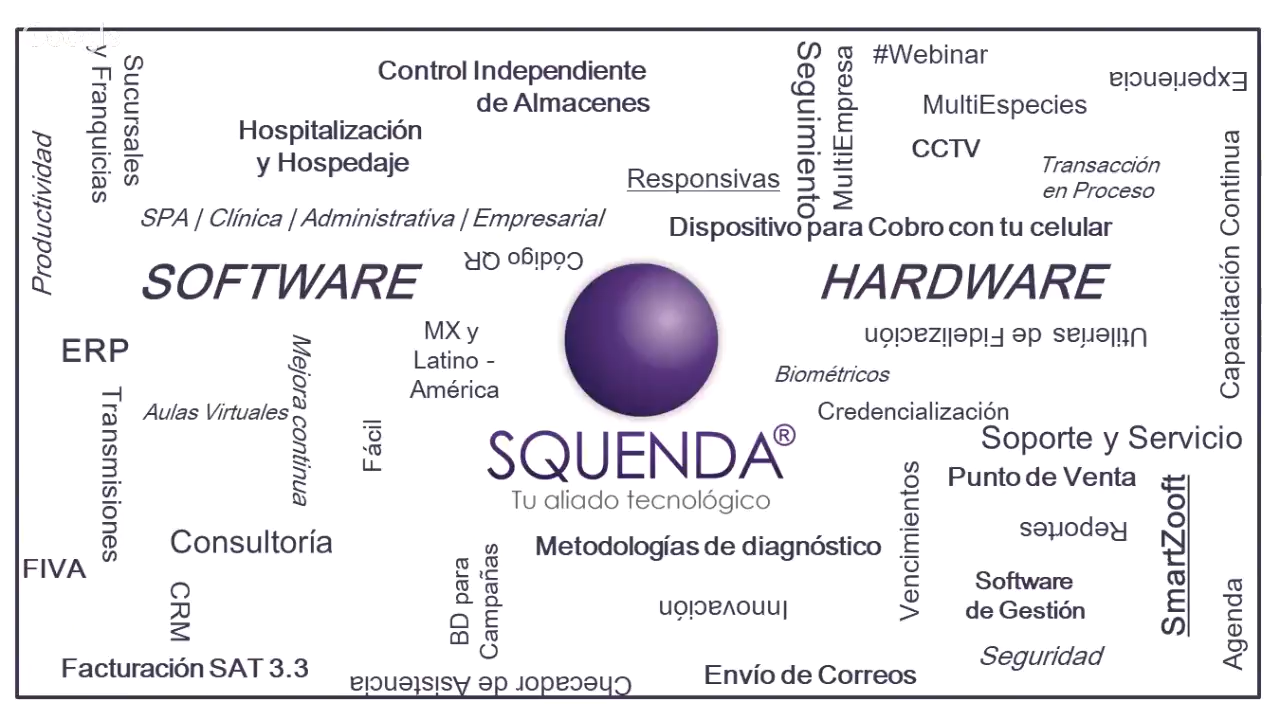 Sucursales
y Franquicias
Control Independiente
de Almacenes
Seguimiento
MultiEmpresa
#Webinar
Experiencia
MultiEspecies
Hospitalización
y Hospedaje
CCTV
Productividad
Responsivas
Transacción
en Proceso
Capacitación Continua
SPA | Clínica | Administrativa | Empresarial
Dispositivo para Cobro con tu celular
Código QR
SOFTWARE
HARDWARE
MX y
Latino -
América
Utilerías de Fidelización
ERP
Mejora continua
Biométricos
Transmisiones
Aulas Virtuales
Fácil
Credencialización
SQUENDA®
Tu aliado tecnológico
Soporte y Servicio
Punto de Venta
Vencimientos
SmartZooft
Reportes
Consultoría
Metodologías de diagnóstico
FIVA
CRM
BD para
Campañas
Innovación
Software
de Gestión
Agenda
Seguridad
Facturación SAT 3.3
Checador de Asistencia
Envío de Correos